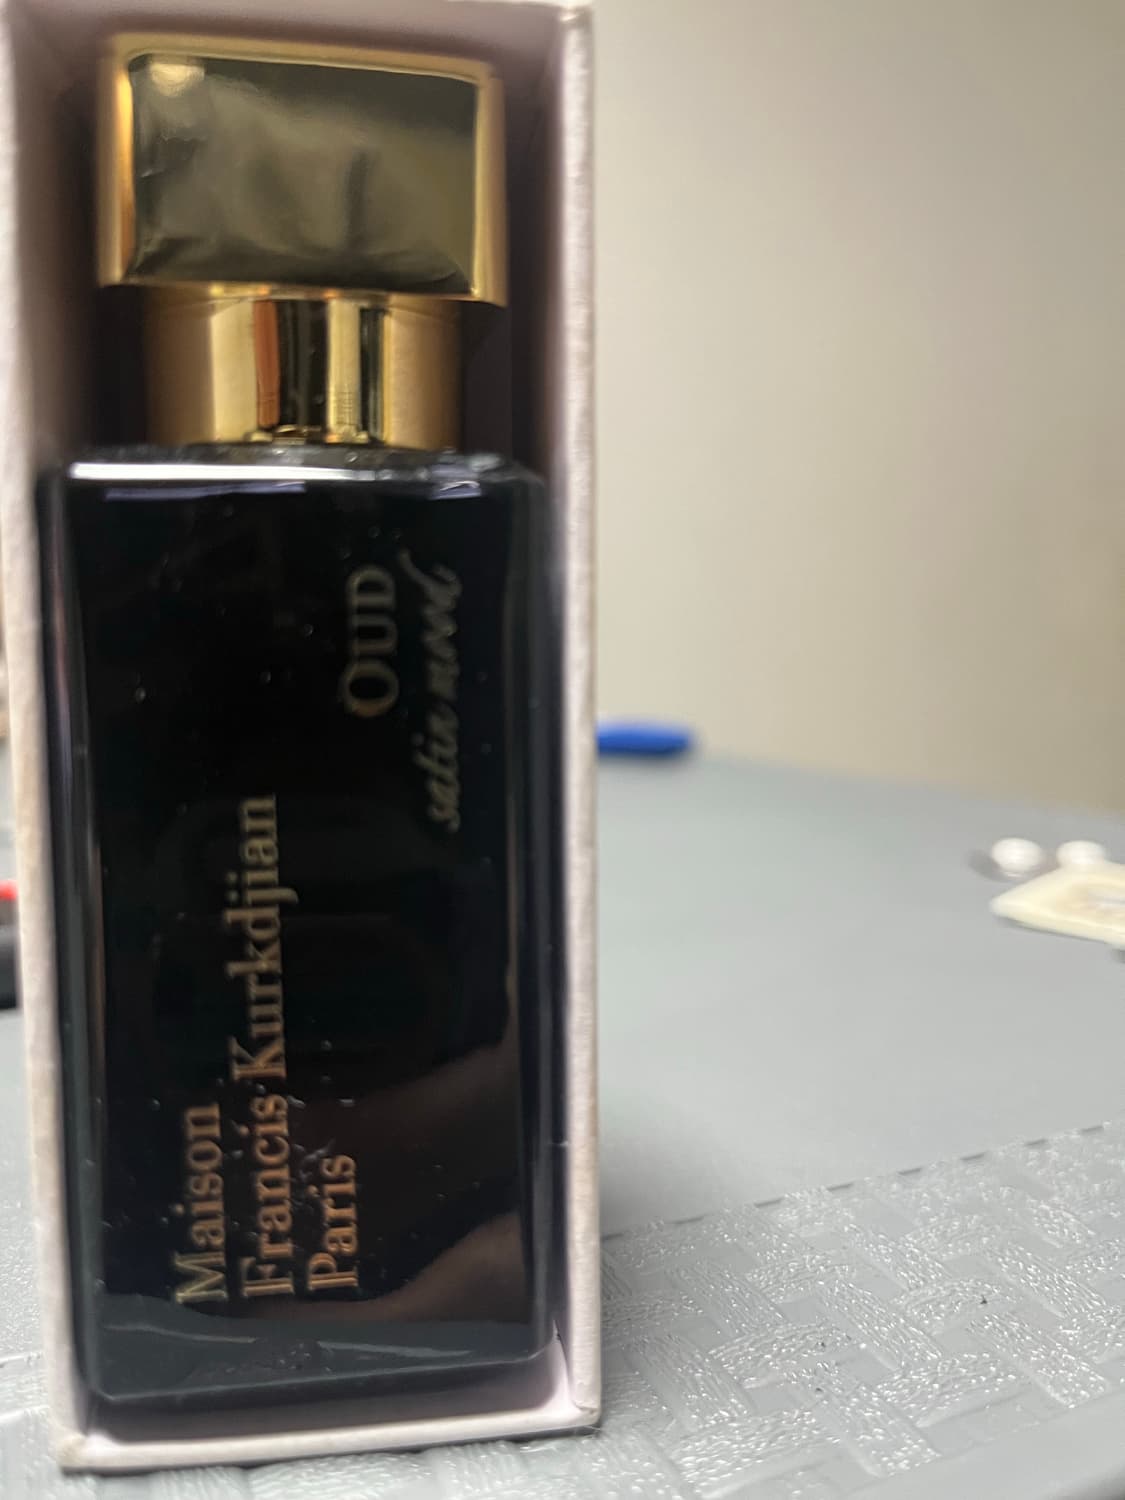 Maison
Francis Kurkdjian
Paris
OUD
satin mood